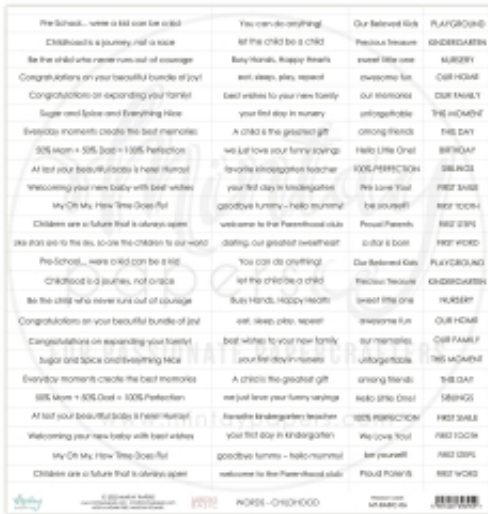 Pre-School... were a kid can be a kid! You can do anything! Our Beloved Kids PLAYGROUND
Childhood is a journey, not a race let the child be a child Precious Treasure KINDERGARTEN
Be the child who never runs out of courage Busy Hands, Happy Hearts sweet little one NURSERY
Congratulations on your beautiful bundle of joy! eat, sleep, play, repeat awesome fun OUR HOME
Congratulations on expanding your family! best wishes to your new family our memories OUR FAMILY
Sugar and Spice and Everything Nice your first day in nursery unforgettable THIS MOMENT
Everyday moments create the best memories A child is the greatest gift among friends THIS DAY
50% Mom + 50% Dad = 100% Perfection we just love your funny sayings Hello Little One! BIRTHDAY
At last your beautiful baby is here! Hurray! favorite kindergarten teacher 100% PERFECTION SIBLINGS
Welcoming your new baby with best wishes your first day in kindergarten We Love You! FIRST SMILE
My Oh My, How Time Goes By! goodbye tummy – hello mummy! be yourself! FIRST TOOTH
Children are a future that is always open! welcome to the Parenthood club Proud Parents FIRST STEPS
Like stars are to the sky, so are the children to our world darling, our greatest sweetheart a star is born FIRST WORD
Pre-School... were child can be a kid You can do anything! Our Beloved Kids PLAYGROUND
Childhood is a journey, not a race let the child be a child Precious Treasure KINDERGARTEN
Be the child who never runs out of courage Busy Hands, Happy Hearts sweet little one NURSERY
Congratulations on your beautiful bundle of joy! eat, sleep, play, repeat awesome fun OUR HOME
Congratulations on expanding your family! best wishes to your new family our memories OUR FAMILY
Sugar and Spice and Everything Nice your first day in nursery unforgettable THIS MOMENT
Everyday moments create the best memories A child is the greatest gift among friends THIS DAY
50% Mom + 50% Dad = 100% Perfection we just love your funny sayings Hello Little One! SIBLINGS
At last your beautiful baby is here! Hurray! favorite kindergarten teacher 100% PERFECTION FIRST SMILE
Welcoming your new baby with best wishes your first day in kindergarten We Love You! FIRST TOOTH
My Oh My, How Time Goes By! goodbye tummy – hello mummy! be yourself! FIRST STEPS
Children are a future that is always open! welcome to the Parenthood club Proud Parents FIRST WORD
mintay papers
www.mintaypapers.com
WORDS - CHILDHOOD